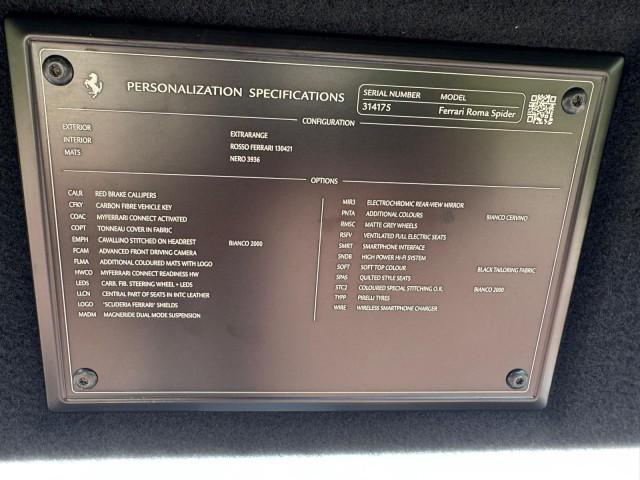 PERSONALIZATION SPECIFICATIONS
SERIAL NUMBER MODEL
314175 Ferrari Roma Spider
CONFIGURATION
EXTERIOR EXTRARANGE
INTERIOR ROSSO FERRARI 130421
MATS NERO 3936
OPTIONS
CALR RED BRAKE CALLIPERS
CFKY CARBON FIBRE VEHICLE KEY
COAC MYFERRARI CONNECT ACTIVATED
COPT TONNEAU COVER IN FABRIC
EMPH CAVALLINO STITCHED ON HEADREST BIANCO 2000
FCAM ADVANCED FRONT DRIVING CAMERA
FLMA ADDITIONAL COLOURED MATS WITH LOGO
HWCO MYFERRARI CONNECT READINESS HW
LEDS CARB. FIB. STEERING WHEEL + LEDS
LLCN CENTRAL PART OF SEATS IN INTC LEATHER
LOGO "SCUDERIA FERRARI" SHIELDS
MADM MAGNERIDE DUAL MODE SUSPENSION
MIR3 ELECTROCHROMIC REAR-VIEW MIRROR
PNTA ADDITIONAL COLOURS BIANCO CERVINO
RMSC MATTE GREY WHEELS
RSFV VENTILATED FULL ELECTRIC SEATS
SMRT SMARTPHONE INTERFACE
SNDB HIGH POWER HI-FI SYSTEM
SOFT SOFT TOP COLOUR BLACK TAILORING FABRIC
SPAS QUILTED STYLE SEATS
STC2 COLOURED SPECIAL STITCHING O.R. BIANCO 2000
TYPP PIRELLI TYRES
WIRE WIRELESS SMARTPHONE CHARGER